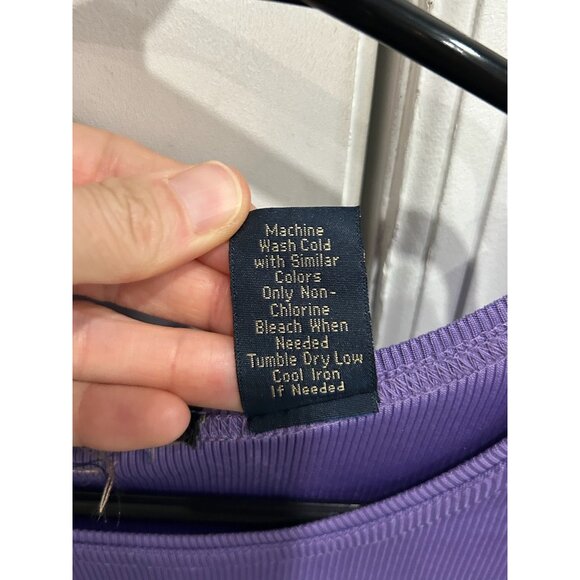 Machine
Wash Cold
with Similar
Colors
Only Non-
Chlorine
Bleach When
Needed
Tumble Dry Low
Cool Iron
If Needed